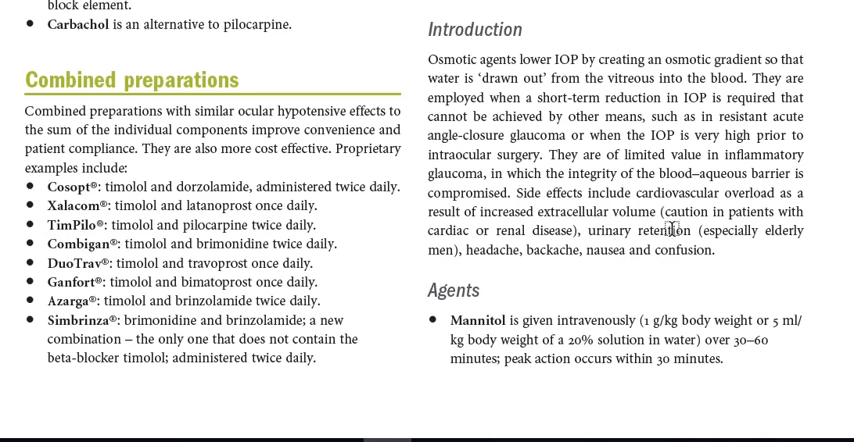 block element.
● Carbachol is an alternative to pilocarpine.
Combined preparations
Combined preparations with similar ocular hypotensive effects to
the sum of the individual components improve convenience and
patient compliance. They are also more cost effective. Proprietary
examples include:
● Cosopt®: timolol and dorzolamide, administered twice daily.
● Xalacom®: timolol and latanoprost once daily.
● TimPilo®: timolol and pilocarpine twice daily.
● Combigan®: timolol and brimonidine twice daily.
● DuoTrav®: timolol and travoprost once daily.
● Ganfort®: timolol and bimatoprost once daily.
● Azarga®: timolol and brinzolamide twice daily.
● Simbrinza®: brimonidine and brinzolamide; a new
combination – the only one that does not contain the
beta-blocker timolol; administered twice daily.
Introduction
Osmotic agents lower IOP by creating an osmotic gradient so that
water is ‘drawn out’ from the vitreous into the blood. They are
employed when a short-term reduction in IOP is required that
cannot be achieved by other means, such as in resistant acute
angle-closure glaucoma or when the IOP is very high prior to
intraocular surgery. They are of limited value in inflammatory
glaucoma, in which the integrity of the blood–aqueous barrier is
compromised. Side effects include cardiovascular overload as a
result of increased extracellular volume (caution in patients with
cardiac or renal disease), urinary retention (especially elderly
men), headache, backache, nausea and confusion.
Agents
● Mannitol is given intravenously (1 g/kg body weight or 5 ml/
kg body weight of a 20% solution in water) over 30–60
minutes; peak action occurs within 30 minutes.